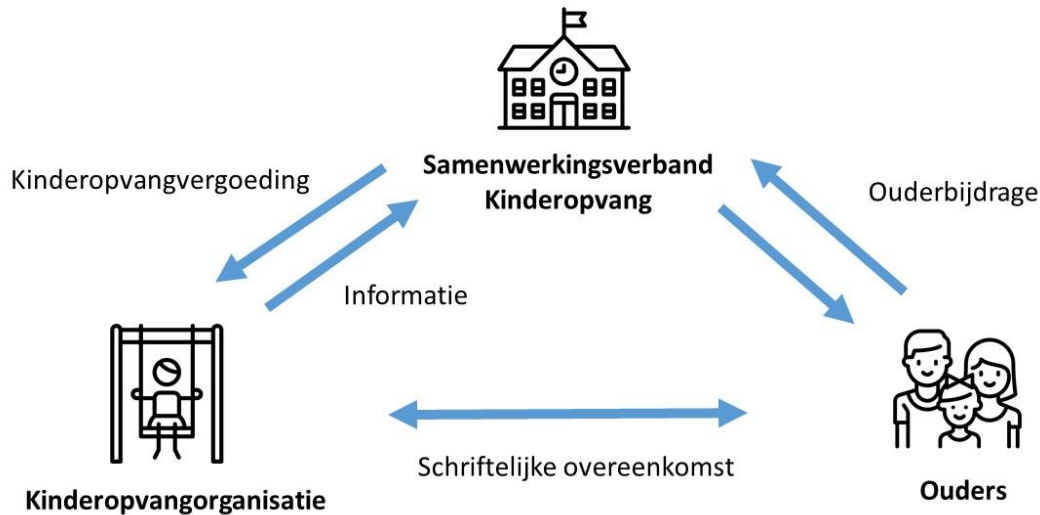 Samenwerkingsverband
Kinderopvang
Kinderopvangvergoeding
Ouderbijdrage
Informatie
Schriftelijke overeenkomst
Kinderopvangorganisatie
Ouders